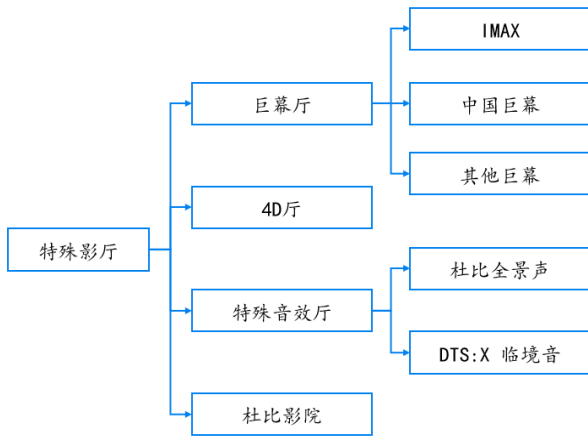 特殊影厅
巨幕厅
IMAX
中国巨幕
其他巨幕
4D厅
特殊音效厅
杜比全景声
DTS:X 临境音
杜比影院